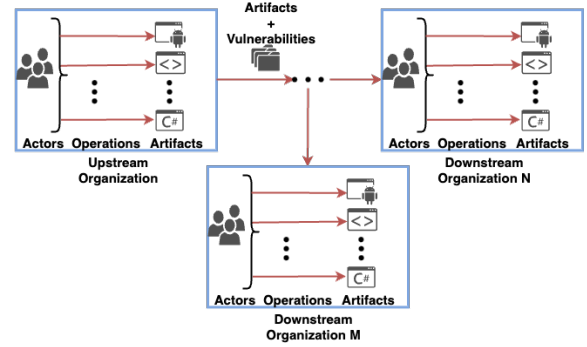 Artifacts
+
Vulnerabilities
< >
C#
Actors Operations Artifacts
Upstream
Organization
< >
C#
Actors Operations Artifacts
Downstream
Organization N
< >
C#
Actors Operations Artifacts
Downstream
Organization M